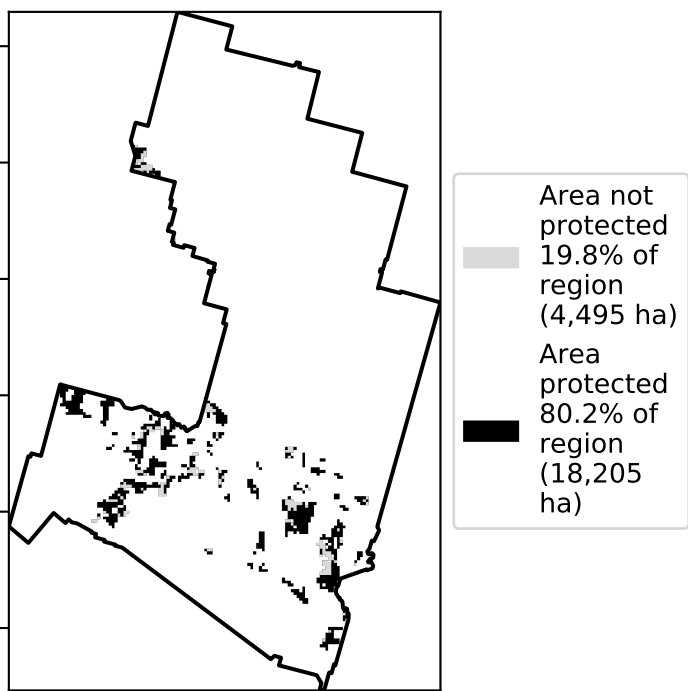 Area not
protected
19.8% of
region
(4,495 ha)
Area
protected
80.2% of
region
(18,205
ha)